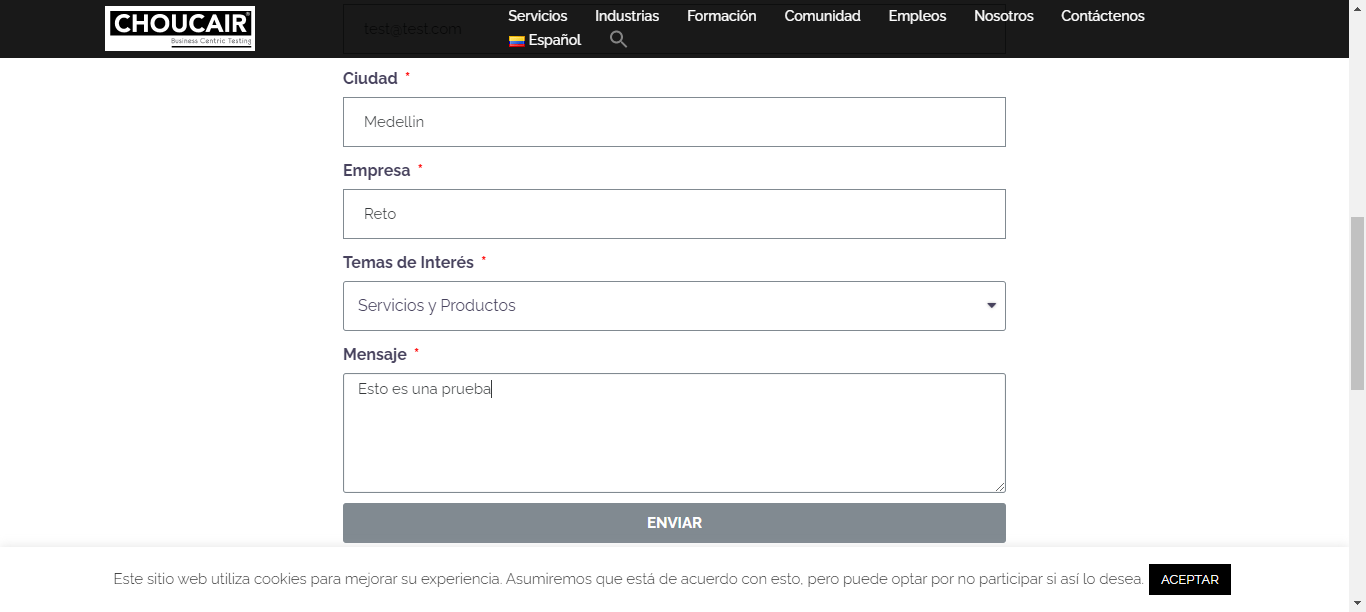 CHOUCAIR
Business Centric Testing
Servicios Industrias Formación Comunidad Empleos Nosotros Contáctenos
Español
test@test.com
Ciudad *
Medellin
Empresa *
Reto
Temas de Interés *
Servicios y Productos
Mensaje *
Esto es una prueba
ENVIAR
Este sitio web utiliza cookies para mejorar su experiencia. Asumiremos que está de acuerdo con esto, pero puede optar por no participar si así lo desea. ACEPTAR